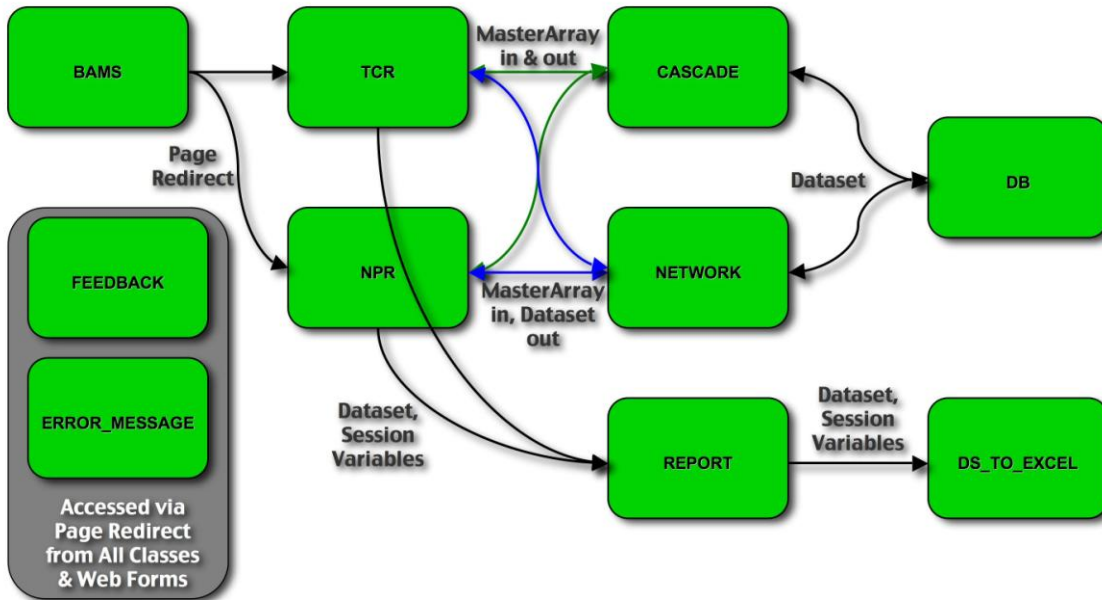 BAMS
TCR
MasterArray
in & out
CASCADE
Page
Redirect
Dataset
DB
FEEDBACK
NPR
NETWORK
MasterArray
in, Dataset
out
ERROR_MESSAGE
Dataset,
Session
Variables
REPORT
Dataset,
Session
Variables
DS_TO_EXCEL
Accessed via
Page Redirect
from All Classes
& Web Forms